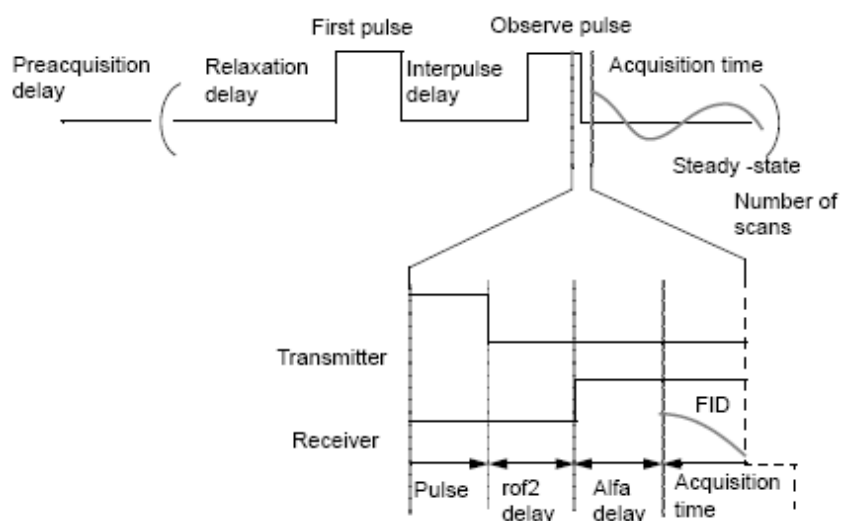 First pulse
Observe pulse
Preacquisition
delay
Relaxation
delay
Interpulse
delay
Acquisition time
Steady -state
Number of
scans
Transmitter
Receiver
FID
Pulse
rof2
delay
Alfa
delay
Acquisition
time